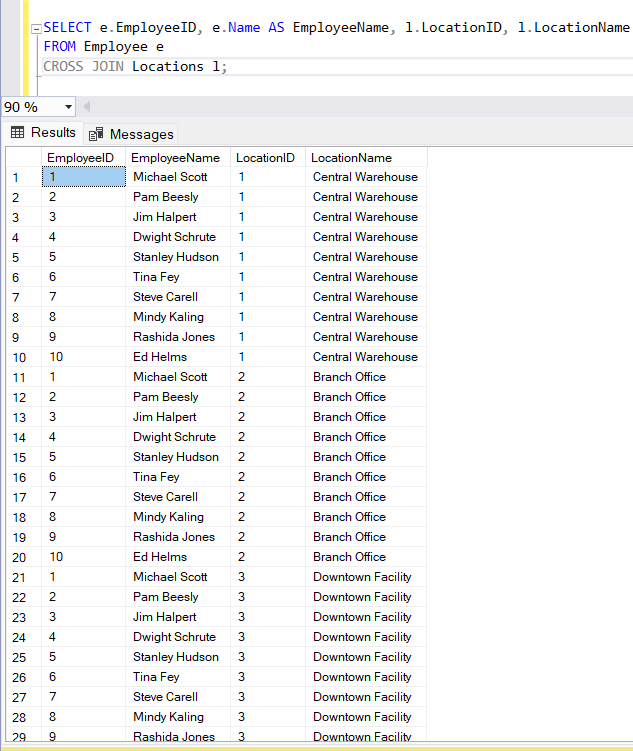 SELECT e.EmployeeID, e.Name AS EmployeeName, l.LocationID, l.LocationName
FROM Employee e
CROSS JOIN Locations l;
90 %
Results Messages
EmployeeID EmployeeName LocationID LocationName
1 1 Michael Scott 1 Central Warehouse
2 2 Pam Beesly 1 Central Warehouse
3 3 Jim Halpert 1 Central Warehouse
4 4 Dwight Schrute 1 Central Warehouse
5 5 Stanley Hudson 1 Central Warehouse
6 6 Tina Fey 1 Central Warehouse
7 7 Steve Carell 1 Central Warehouse
8 8 Mindy Kaling 1 Central Warehouse
9 9 Rashida Jones 1 Central Warehouse
10 10 Ed Helms 1 Central Warehouse
11 1 Michael Scott 2 Branch Office
12 2 Pam Beesly 2 Branch Office
13 3 Jim Halpert 2 Branch Office
14 4 Dwight Schrute 2 Branch Office
15 5 Stanley Hudson 2 Branch Office
16 6 Tina Fey 2 Branch Office
17 7 Steve Carell 2 Branch Office
18 8 Mindy Kaling 2 Branch Office
19 9 Rashida Jones 2 Branch Office
20 10 Ed Helms 2 Branch Office
21 1 Michael Scott 3 Downtown Facility
22 2 Pam Beesly 3 Downtown Facility
23 3 Jim Halpert 3 Downtown Facility
24 4 Dwight Schrute 3 Downtown Facility
25 5 Stanley Hudson 3 Downtown Facility
26 6 Tina Fey 3 Downtown Facility
27 7 Steve Carell 3 Downtown Facility
28 8 Mindy Kaling 3 Downtown Facility
29 9 Rashida Jones 3 Downtown Facility